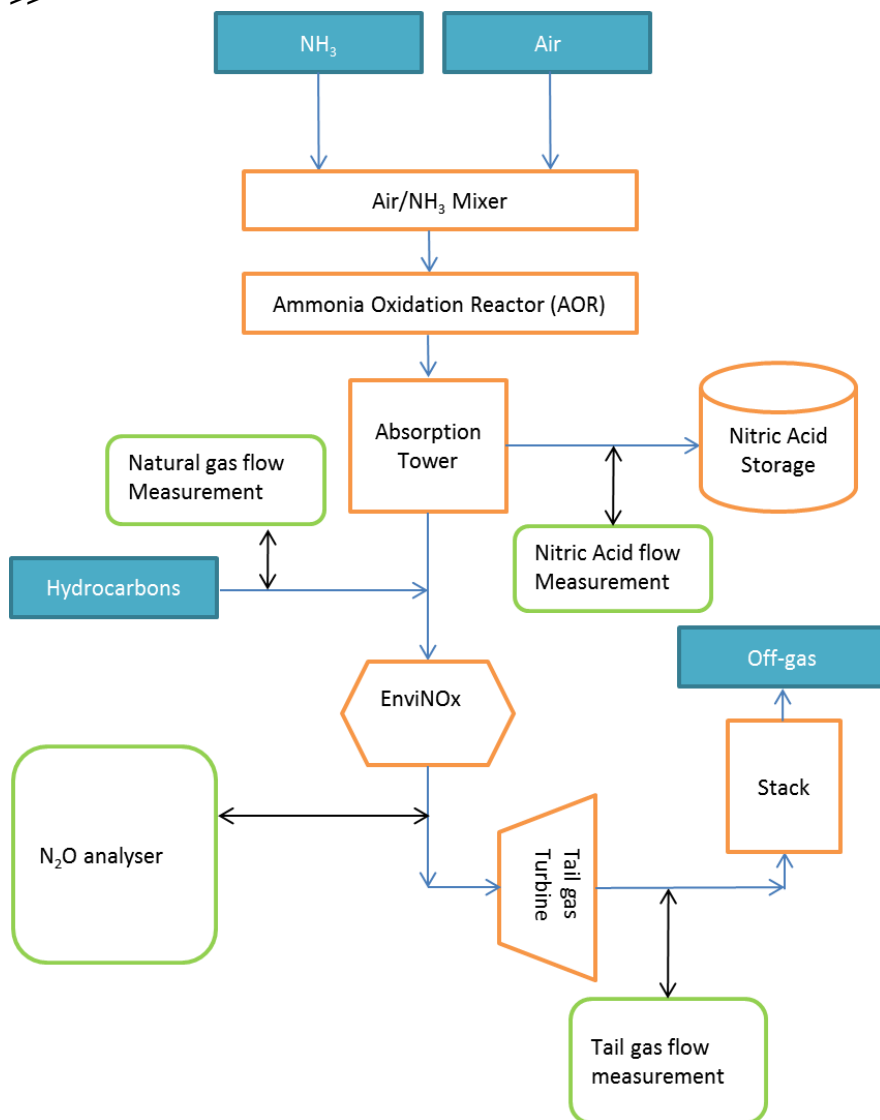 >>
NH₃
Air
Air/NH₃ Mixer
Ammonia Oxidation Reactor (AOR)
Absorption
Tower
Nitric Acid
Storage
Natural gas flow
Measurement
Nitric Acid flow
Measurement
Hydrocarbons
Off-gas
EnviNOx
Stack
N₂O analyser
Tail gas
Turbine
Tail gas flow
measurement